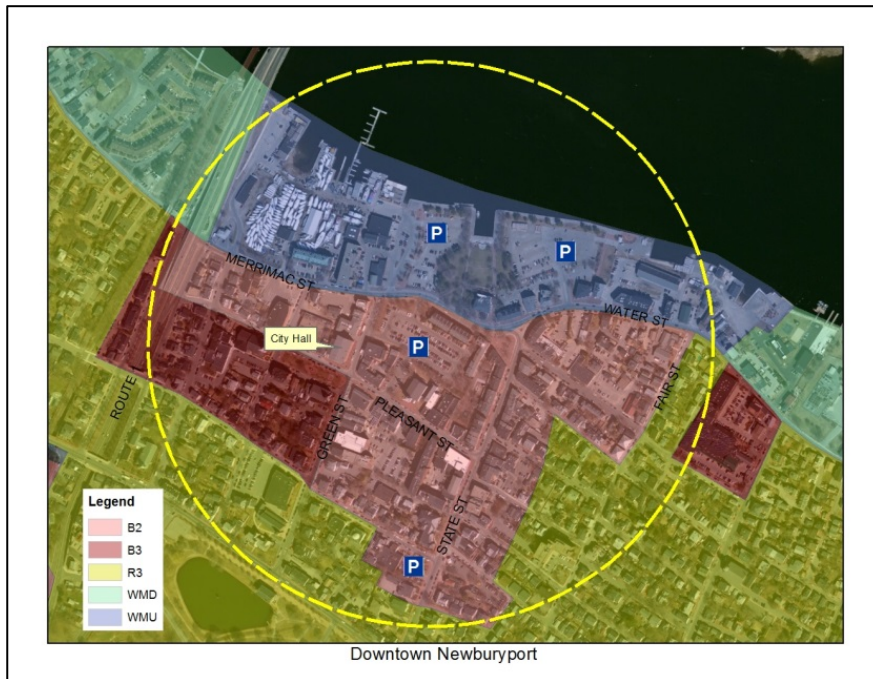 P
P
MERRIMAC ST
WATER ST
City Hall
P
ROUTE
GREEN ST
PLEASANT ST
FAIR ST
STATE ST
P
Legend
B2
B3
R3
WMD
WMU
Downtown Newburyport